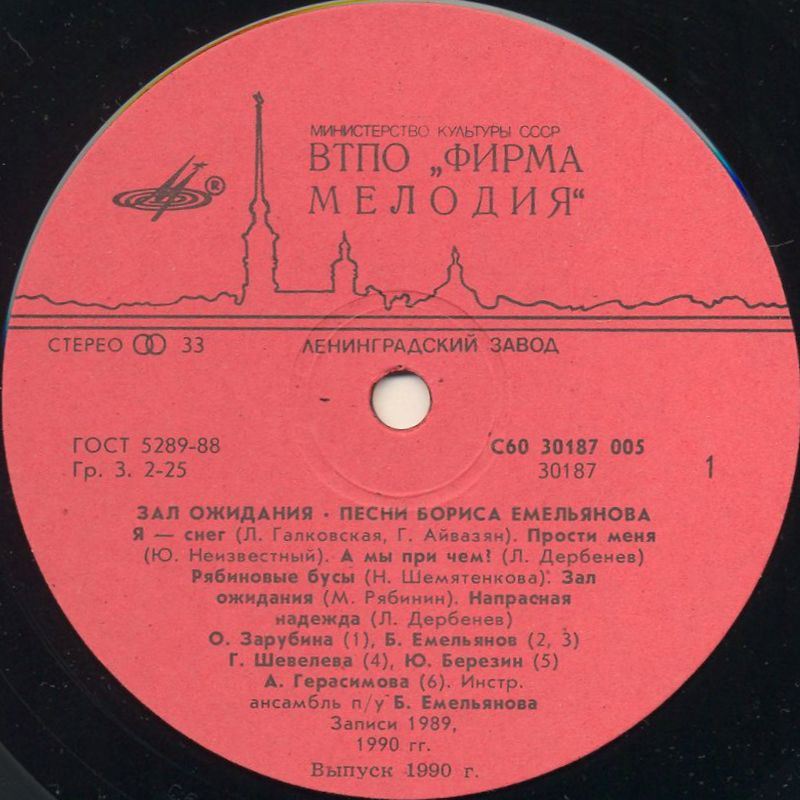 МИНИСТЕРСТВО КУЛЬТУРЫ СССР
ВТПО „ФИРМА
МЕЛОДИЯ“
®
СТЕРЕО 33 ЛЕНИНГРАДСКИЙ ЗАВОД
ГОСТ 5289-88 С60 30187 005
Гр. 3. 2-25 30187 1
ЗАЛ ОЖИДАНИЯ · ПЕСНИ БОРИСА ЕМЕЛЬЯНОВА
Я — снег (Л. Галковская, Г. Айвазян). Прости меня
(Ю. Неизвестный). А мы при чем? (Л. Дербенев)
Рябиновые бусы (Н. Шемятенкова). Зал
ожидания (М. Рябинин). Напрасная
надежда (Л. Дербенев)
О. Зарубина (1), Б. Емельянов (2, 3)
Г. Шевелева (4), Ю. Березин (5)
А. Герасимова (6). Инстр.
ансамбль п/у Б. Емельянова
Записи 1989,
1990 гг.
Выпуск 1990 г.